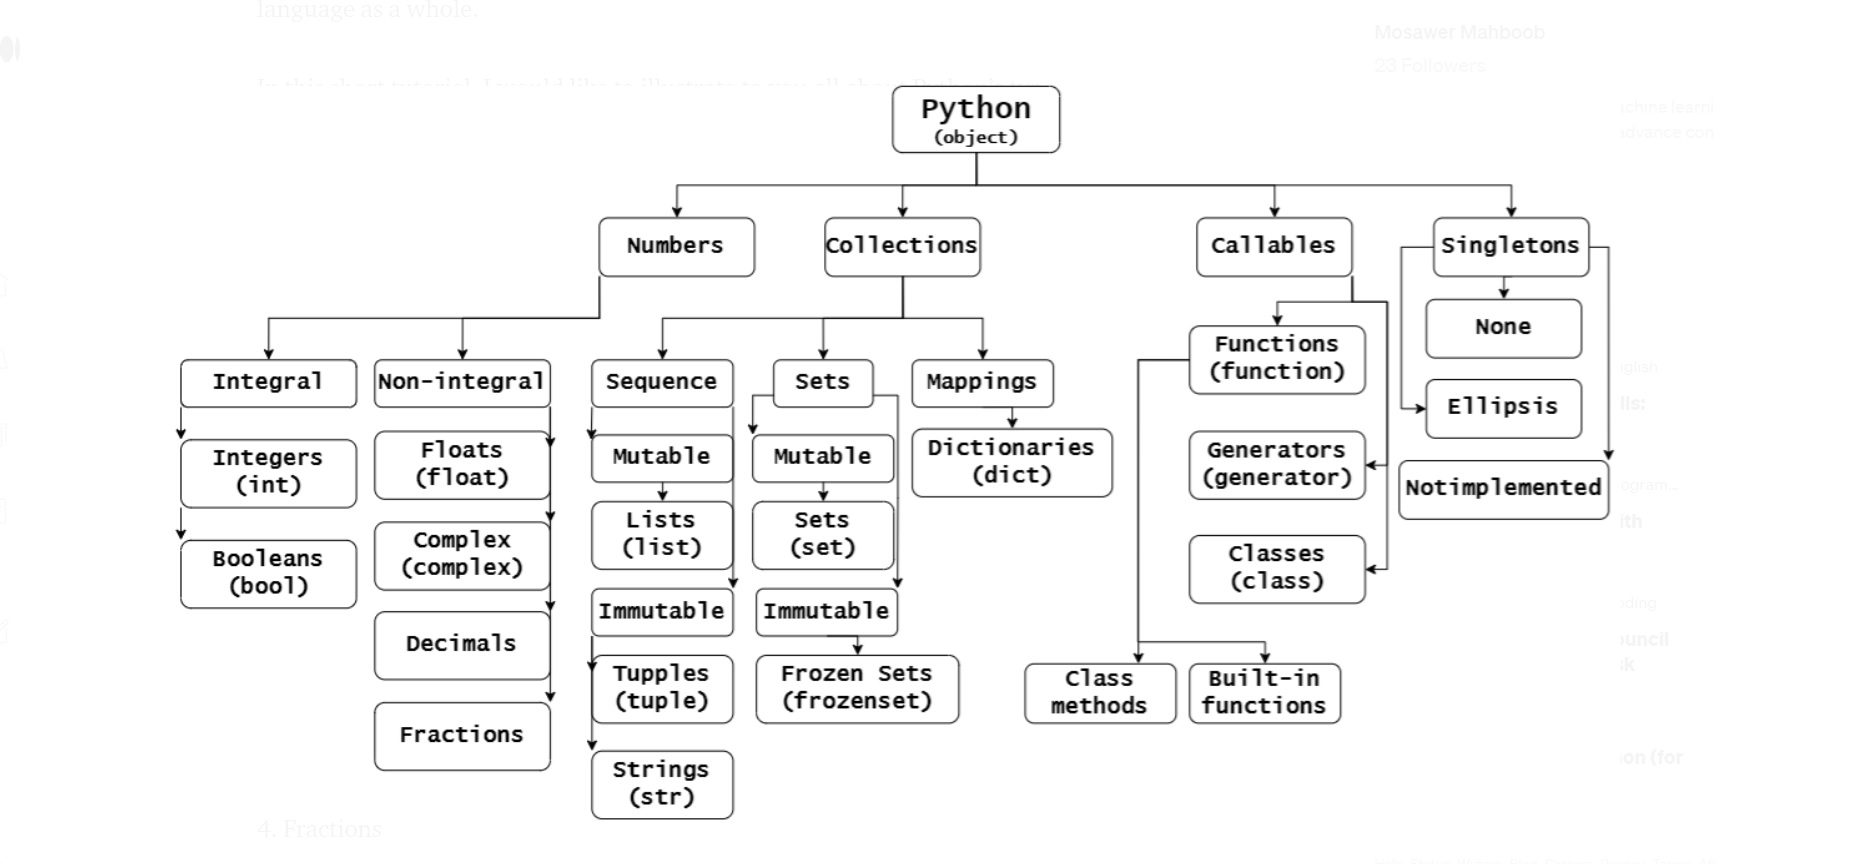 language as a whole.
Mosawer Mahboob
23 Followers
Python
(object)
Numbers
Collections
Callables
Singletons
Integral
Non-integral
Sequence
Sets
Mappings
Functions
(function)
None
Integers
(int)
Floats
(float)
Mutable
Mutable
Dictionaries
(dict)
Generators
(generator)
Ellipsis
Booleans
(bool)
Complex
(complex)
Lists
(list)
Sets
(set)
Classes
(class)
Notimplemented
Decimals
Immutable
Immutable
Fractions
Tupples
(tuple)
Frozen Sets
(frozenset)
Class
methods
Built-in
functions
Strings
(str)
4. Fractions